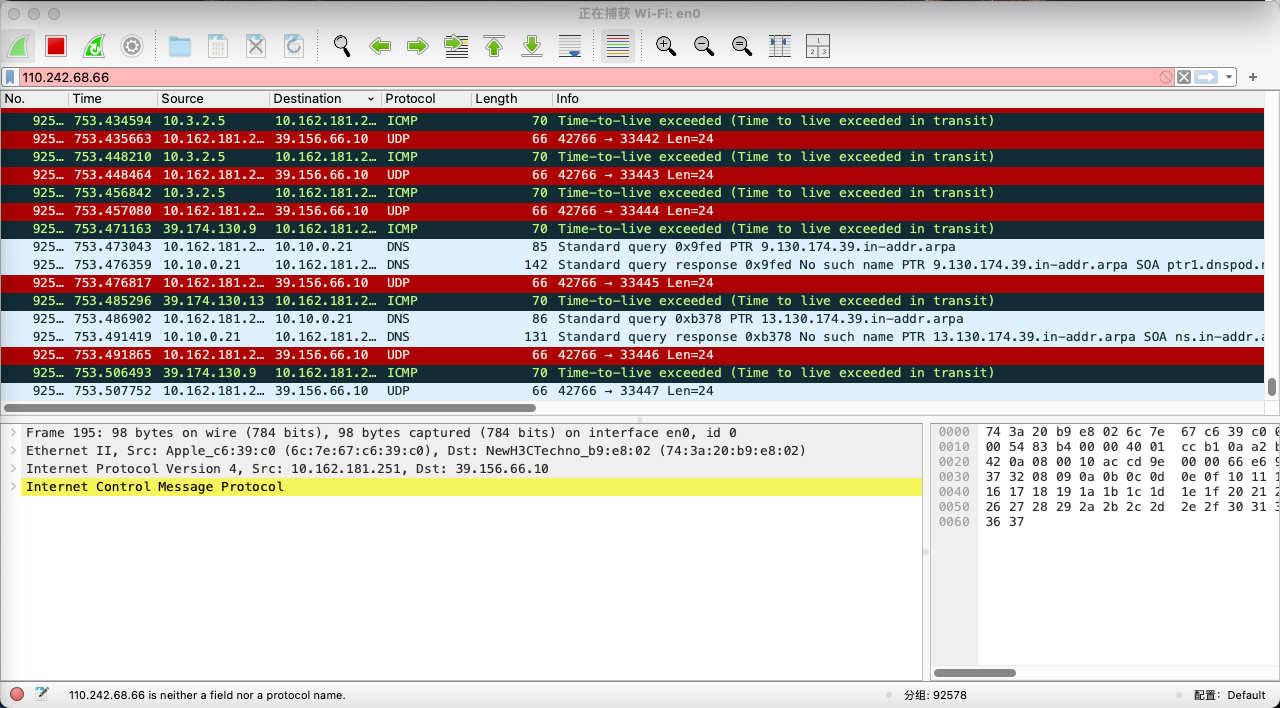 正在捕获 Wi-Fi: en0
110.242.68.66
No. Time Source Destination Protocol Length Info
925… 753.434594 10.3.2.5 10.162.181.2… ICMP 70 Time-to-live exceeded (Time to live exceeded in transit)
925… 753.435663 10.162.181.2… 39.156.66.10 UDP 66 42766 → 33442 Len=24
925… 753.448210 10.3.2.5 10.162.181.2… ICMP 70 Time-to-live exceeded (Time to live exceeded in transit)
925… 753.448464 10.162.181.2… 39.156.66.10 UDP 66 42766 → 33443 Len=24
925… 753.456842 10.3.2.5 10.162.181.2… ICMP 70 Time-to-live exceeded (Time to live exceeded in transit)
925… 753.457080 10.162.181.2… 39.156.66.10 UDP 66 42766 → 33444 Len=24
925… 753.471163 39.174.130.9 10.162.181.2… ICMP 70 Time-to-live exceeded (Time to live exceeded in transit)
925… 753.473043 10.162.181.2… 10.10.0.21 DNS 85 Standard query 0x9fed PTR 9.130.174.39.in-addr.arpa
925… 753.476359 10.10.0.21 10.162.181.2… DNS 142 Standard query response 0x9fed No such name PTR 9.130.174.39.in-addr.arpa SOA ptr1.dnspod.
925… 753.476817 10.162.181.2… 39.156.66.10 UDP 66 42766 → 33445 Len=24
925… 753.485296 39.174.130.13 10.162.181.2… ICMP 70 Time-to-live exceeded (Time to live exceeded in transit)
925… 753.486902 10.162.181.2… 10.10.0.21 DNS 86 Standard query 0xb378 PTR 13.130.174.39.in-addr.arpa
925… 753.491419 10.10.0.21 10.162.181.2… DNS 131 Standard query response 0xb378 No such name PTR 13.130.174.39.in-addr.arpa SOA ns.in-addr.a
925… 753.491865 10.162.181.2… 39.156.66.10 UDP 66 42766 → 33446 Len=24
925… 753.506493 39.174.130.9 10.162.181.2… ICMP 70 Time-to-live exceeded (Time to live exceeded in transit)
925… 753.507752 10.162.181.2… 39.156.66.10 UDP 66 42766 → 33447 Len=24
Frame 195: 98 bytes on wire (784 bits), 98 bytes captured (784 bits) on interface en0, id 0
Ethernet II, Src: Apple_c6:39:c0 (6c:7e:67:c6:39:c0), Dst: NewH3CTechno_b9:e8:02 (74:3a:20:b9:e8:02)
Internet Protocol Version 4, Src: 10.162.181.251, Dst: 39.156.66.10
Internet Control Message Protocol
0000 74 3a 20 b9 e8 02 6c 7e 67 c6 39 c0
0010 00 54 83 b4 00 00 40 01 cc b1 0a a2
0020 42 0a 08 00 10 ac cd 9e 00 00 66 e6
0030 37 32 08 09 0a 0b 0c 0d 0e 0f 10 11
0040 16 17 18 19 1a 1b 1c 1d 1e 1f 20 21
0050 26 27 28 29 2a 2b 2c 2d 2e 2f 30 31
0060 36 37
110.242.68.66 is neither a field nor a protocol name. 分组: 92578 配置: Default